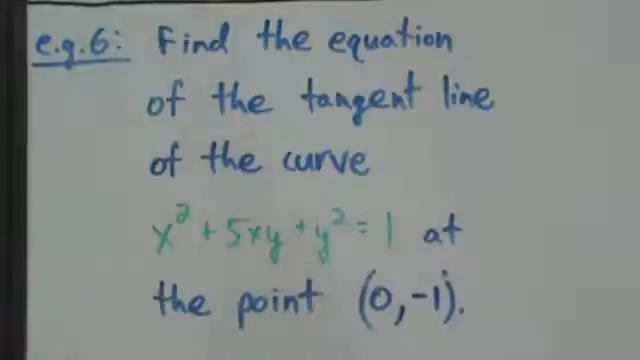 e.g.6: Find the equation
of the tangent line
of the curve
x² + 5xy + y² = 1 at
the point (0,-1).